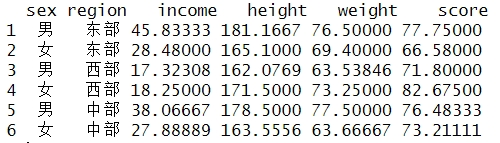 sex region income height weight score
1 男 东部 45.83333 181.1667 76.50000 77.75000
2 女 东部 28.48000 165.1000 69.40000 66.58000
3 男 西部 17.32308 162.0769 63.53846 71.80000
4 女 西部 18.25000 171.5000 73.25000 82.67500
5 男 中部 38.06667 178.5000 77.50000 76.48333
6 女 中部 27.88889 163.5556 63.66667 73.21111